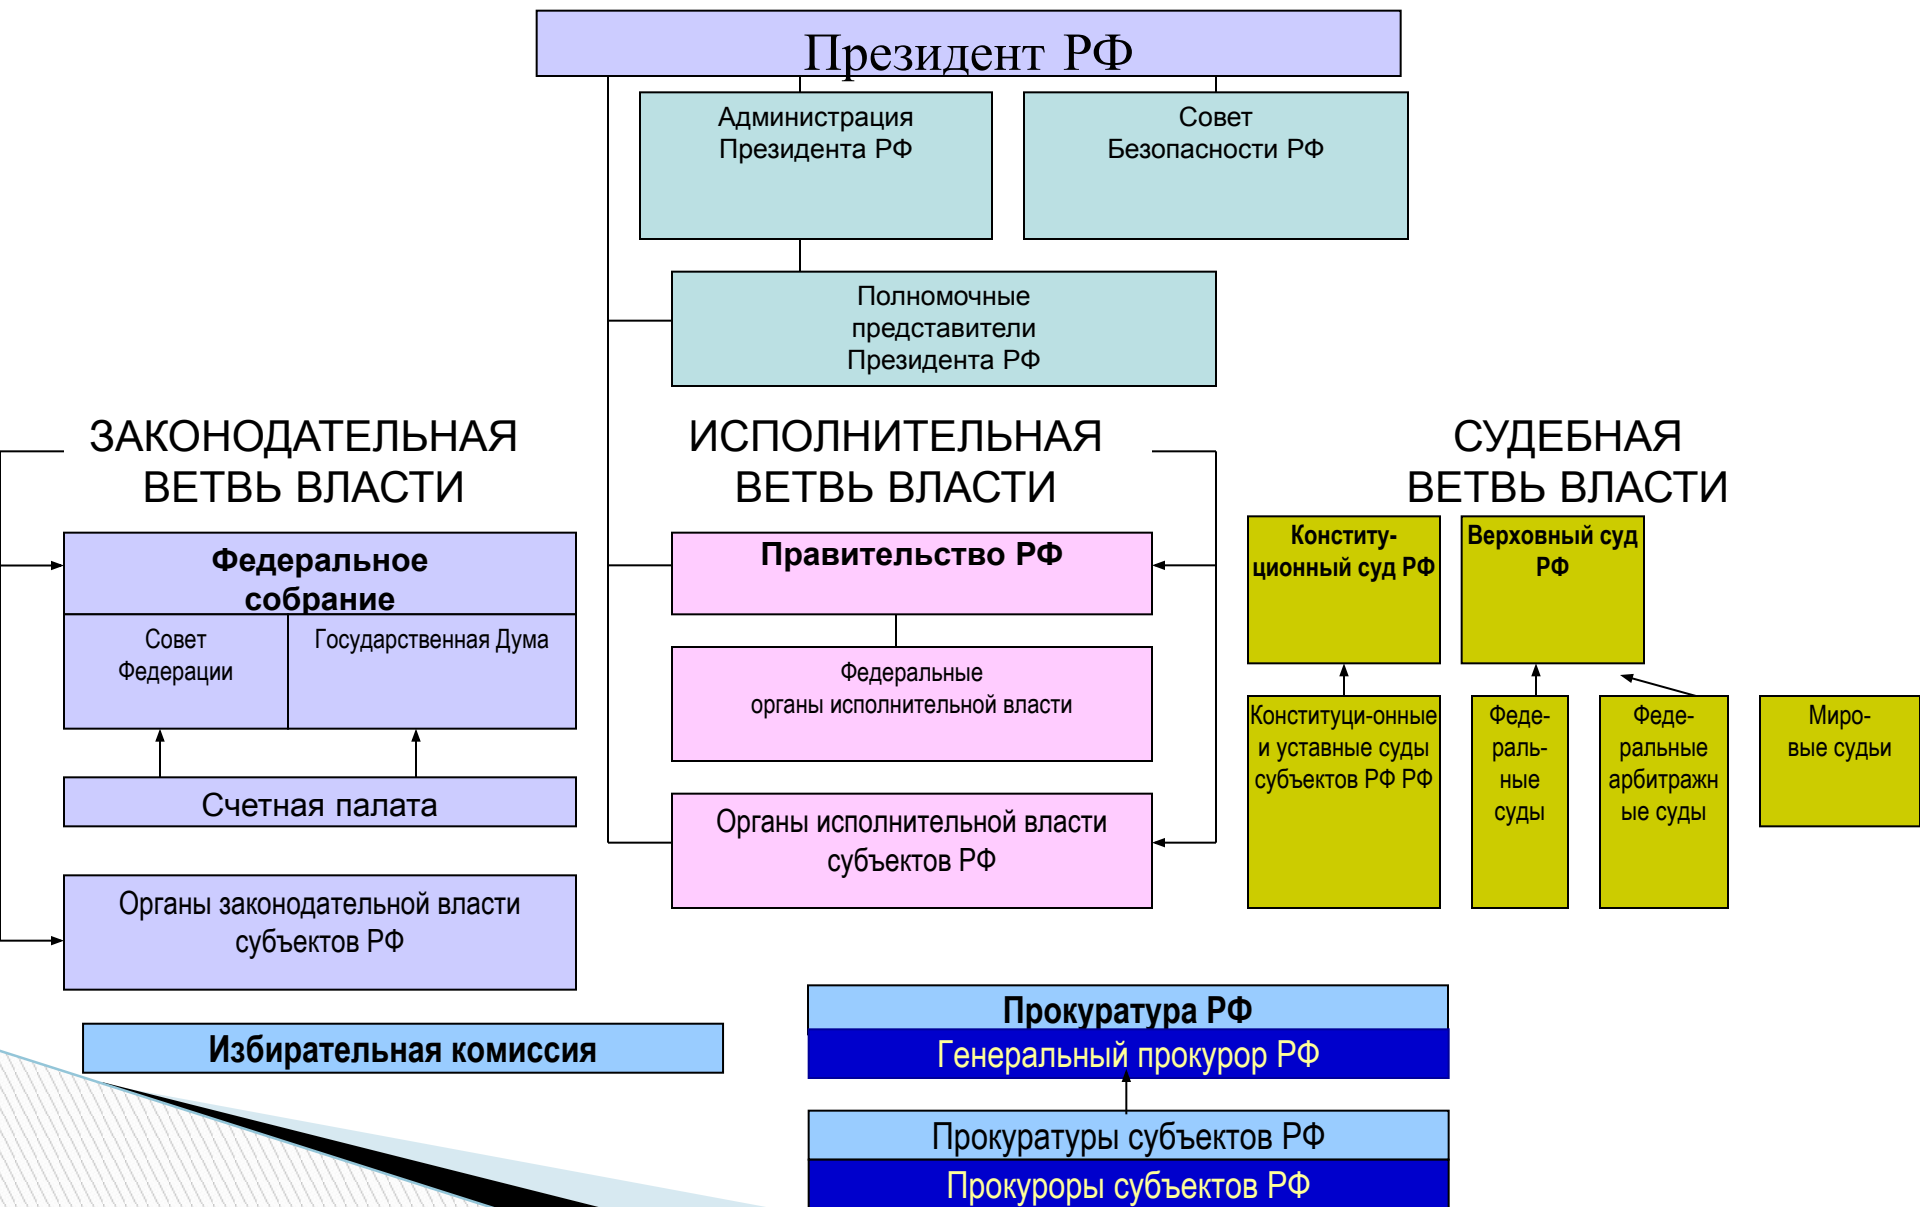 Президент РФ
Администрация
Президента РФ
Совет
Безопасности РФ
Полномочные
представители
Президента РФ
ЗАКОНОДАТЕЛЬНАЯ
ВЕТВЬ ВЛАСТИ
ИСПОЛНИТЕЛЬНАЯ
ВЕТВЬ ВЛАСТИ
СУДЕБНАЯ
ВЕТВЬ ВЛАСТИ
Федеральное
собрание
Совет
Федерации
Государственная Дума
Счетная палата
Органы законодательной власти
субъектов РФ
Правительство РФ
Федеральные
органы исполнительной власти
Органы исполнительной власти
субъектов РФ
Конститу-
ционный суд РФ
Верховный суд
РФ
Конституци-онные
и уставные суды
субъектов РФ РФ
Феде-
раль-
ные
суды
Феде-
ральные
арбитражн
ые суды
Миро-
вые судьи
Избирательная комиссия
Прокуратура РФ
Генеральный прокурор РФ
Прокуратуры субъектов РФ
Прокуроры субъектов РФ